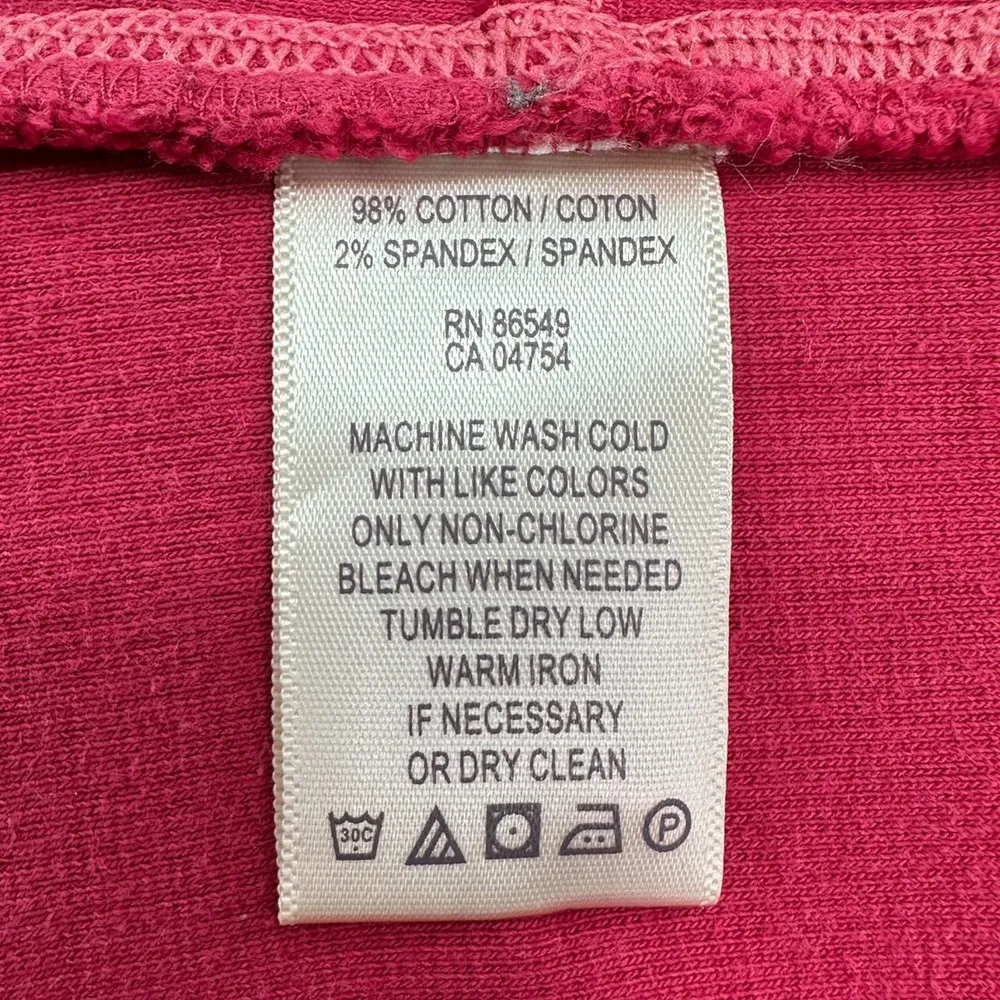 98% COTTON / COTON
2% SPANDEX / SPANDEX
RN 86549
CA 04754
MACHINE WASH COLD
WITH LIKE COLORS
ONLY NON-CHLORINE
BLEACH WHEN NEEDED
TUMBLE DRY LOW
WARM IRON
IF NECESSARY
OR DRY CLEAN
30C P